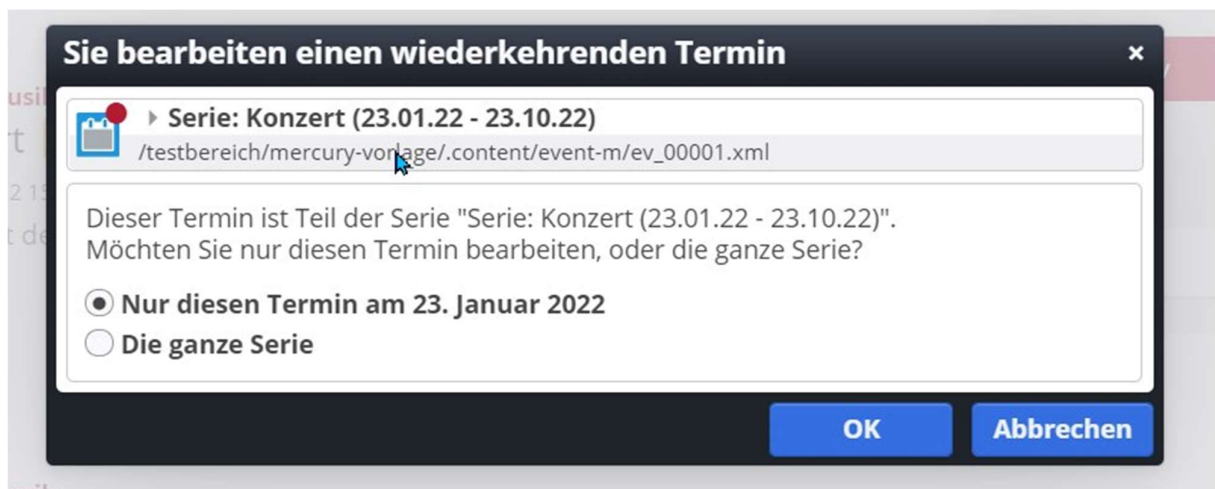 Sie bearbeiten einen wiederkehrenden Termin
Serie: Konzert (23.01.22 - 23.10.22)
/testbereich/mercury-vorlage/.content/event-m/ev_00001.xml
Dieser Termin ist Teil der Serie "Serie: Konzert (23.01.22 - 23.10.22)".
Möchten Sie nur diesen Termin bearbeiten, oder die ganze Serie?
Nur diesen Termin am 23. Januar 2022
Die ganze Serie
OK Abbrechen